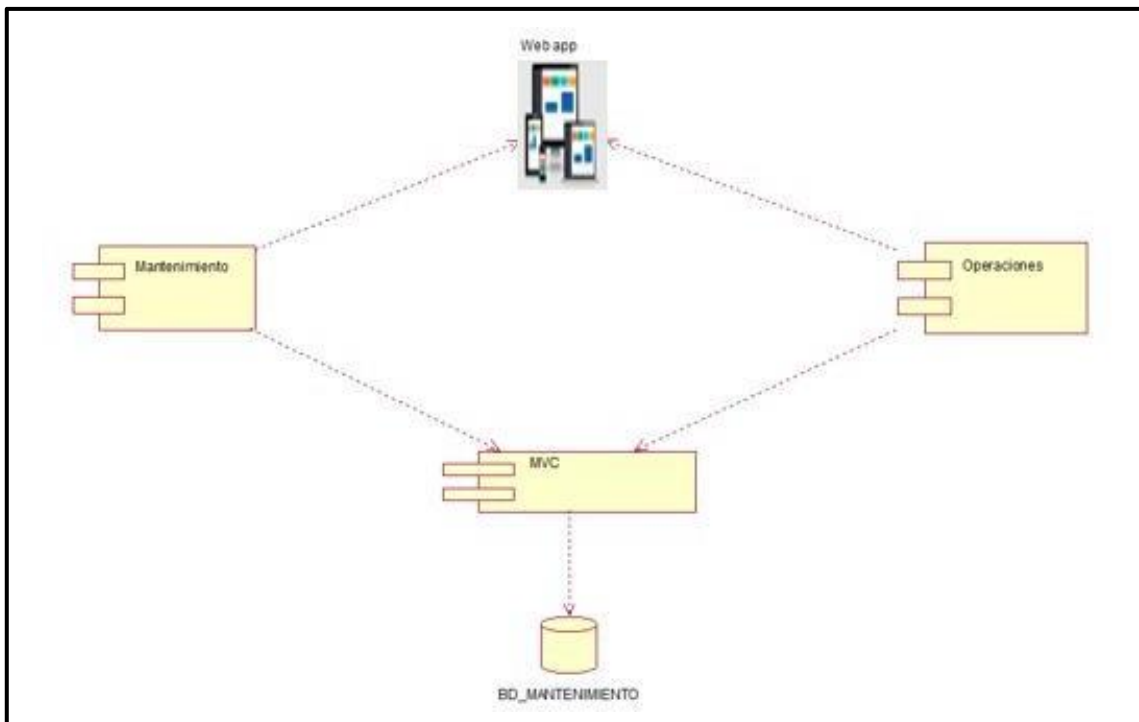 Web app
Mantenimiento
Operaciones
MVC
BD_MANTENIMIENTO